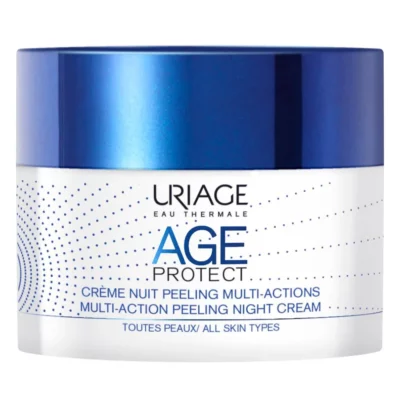 URIAGE
EAU THERMALE
AGE
PROTECT
CRÈME NUIT PEELING MULTI-ACTIONS
MULTI-ACTION PEELING NIGHT CREAM
TOUTES PEAUX/ ALL SKIN TYPES